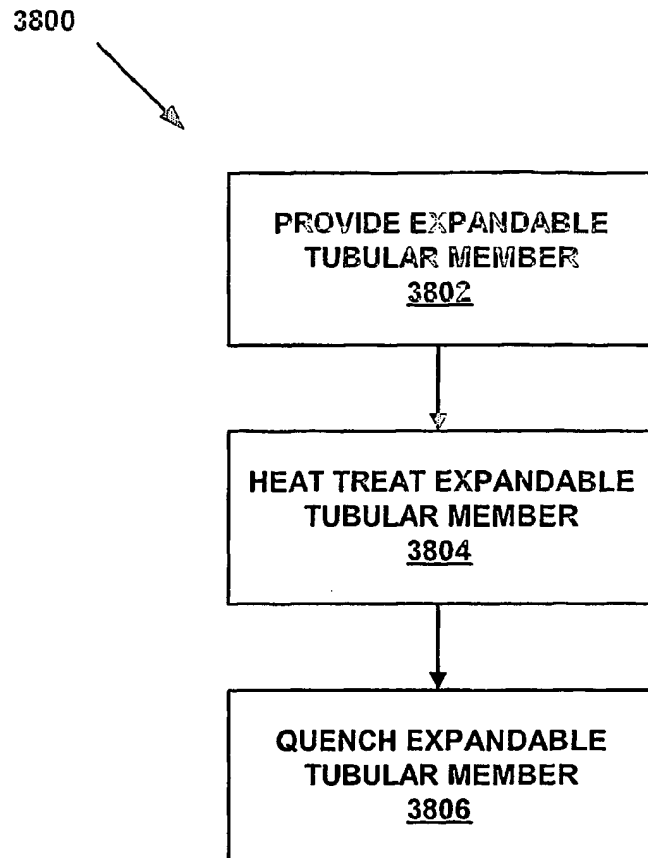 3800
PROVIDE EXPANDABLE
TUBULAR MEMBER
3802
HEAT TREAT EXPANDABLE
TUBULAR MEMBER
3804
QUENCH EXPANDABLE
TUBULAR MEMBER
3806